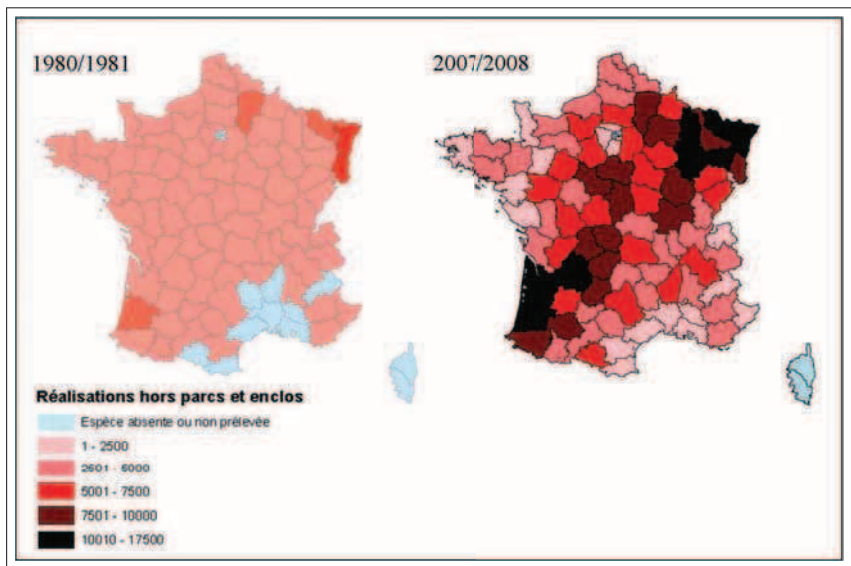 1980/1981
2007/2008
Réalisations hors parcs et enclos
Espèce absente ou non prélevée
1 - 2500
2501 - 5000
5001 - 7500
7501 - 10000
10010 - 17500